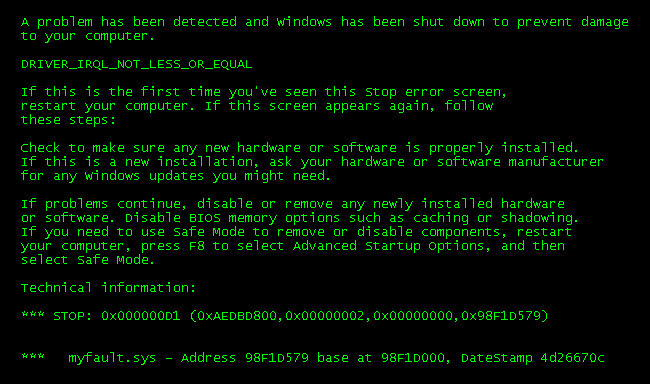 A problem has been detected and Windows has been shut down to prevent damage
to your computer.
DRIVER_IRQL_NOT_LESS_OR_EQUAL
If this is the first time you've seen this Stop error screen,
restart your computer. If this screen appears again, follow
these steps:
Check to make sure any new hardware or software is properly installed.
If this is a new installation, ask your hardware or software manufacturer
for any Windows updates you might need.
If problems continue, disable or remove any newly installed hardware
or software. Disable BIOS memory options such as caching or shadowing.
If you need to use Safe Mode to remove or disable components, restart
your computer, press F8 to select Advanced Startup Options, and then
select Safe Mode.
Technical information:
*** STOP: 0x000000D1 (0xAEDBD800,0x00000002,0x00000000,0x98F1D579)
*** myfault.sys - Address 98F1D579 base at 98F1D000, DateStamp 4d26670c